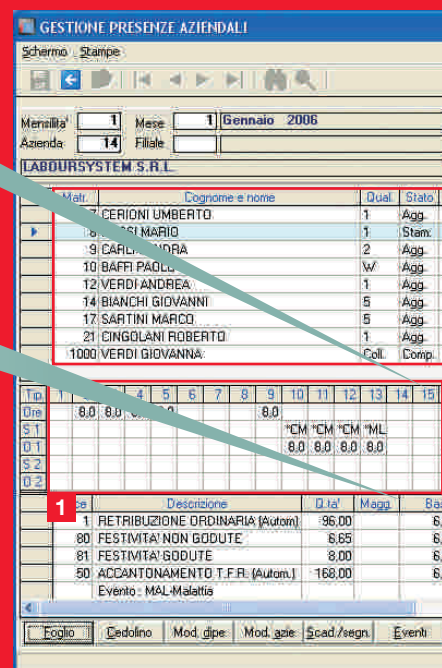 GESTIONE PRESENZE AZIENDALI
Schermo Stampe
Mensilita' 1 Mese 1 Gennaio 2006
Azienda 14 Filiale
LABOURSYSTEM S.R.L.
Matr. Cognome e nome Qual. Stato
7 CERIONI UMBERTO 1 Agg.
8 MARIO 1 Stam.
9 2 Agg.
10 BAFFI PAOLO W Agg.
12 VERDI ANDREA 1 Agg.
14 BIANCHI GIOVANNI 5 Agg.
17 SARTINI MARCO 5 Agg.
21 CINGOLANI ROBERTO 1 Agg.
1000 VERDI GIOVANNA Coll. Comp.
Tip. 1 4 5 6 7 8 9 10 11 12 13 14 15
Ore 8,0 8,0 8,0
S 1 *CM *CM *CM *ML
O 1 8,0 8,0 8,0 8,0
S 2
O 2
1 Descrizione Q.ta' Magg.
1 RETRIBUZIONE ORDINARIA (Autom) 96,00
80 FESTIVITA' NON GODUTE 6,65
81 FESTIVITA' GODUTE 8,00
50 ACCANTONAMENTO T.F.R. (Autom.) 168,00
Evento : MAL-Malattia
Foglio Cedolino Mod. dipe Mod. azie Scad./segn. Eventi